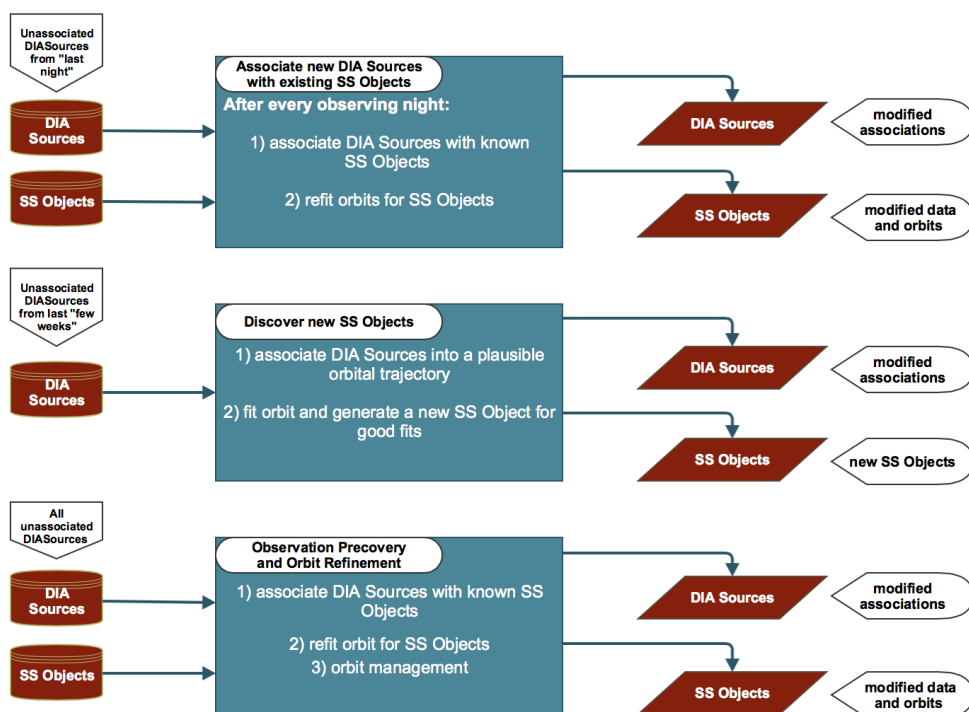 Unassociated
DIASources
from "last
night"
DIA
Sources
SS Objects
Associate new DIA Sources
with existing SS Objects
After every observing night:
1) associate DIA Sources with known
SS Objects
2) refit orbits for SS Objects
DIA Sources
modified
associations
SS Objects
modified data
and orbits
Unassociated
DIASources
from last "few
weeks"
DIA
Sources
Discover new SS Objects
1) associate DIA Sources into a plausible
orbital trajectory
2) fit orbit and generate a new SS Object for
good fits
DIA Sources
modified
associations
SS Objects
new SS Objects
All
unassociated
DIASources
DIA
Sources
SS Objects
Observation Precovery
and Orbit Refinement
1) associate DIA Sources with known SS
Objects
2) refit orbit for SS Objects
3) orbit management
DIA Sources
modified
associations
SS Objects
modified data
and orbits